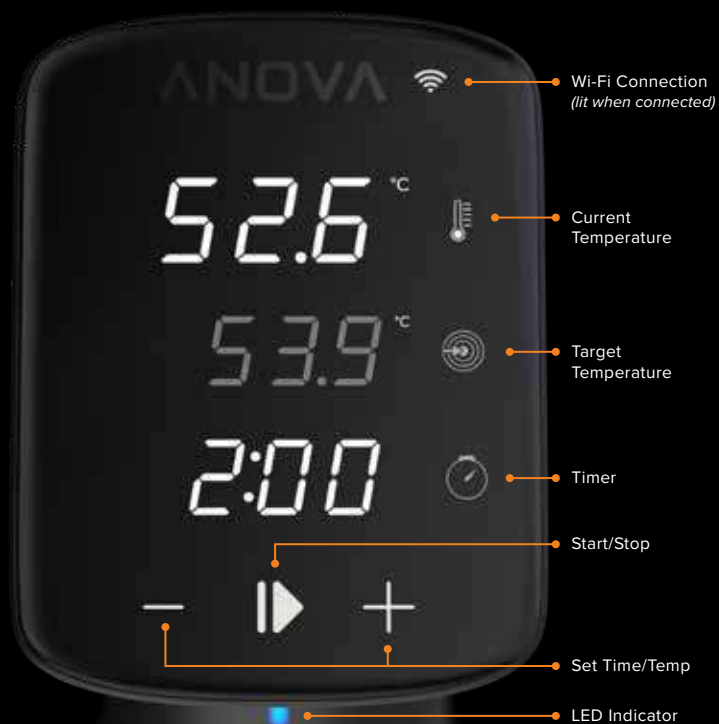 ANOVA
Wi-Fi Connection
(lit when connected)
52.6 °C
Current
Temperature
53.9 °C
Target
Temperature
2:00
Timer
Start/Stop
Set Time/Temp
LED Indicator